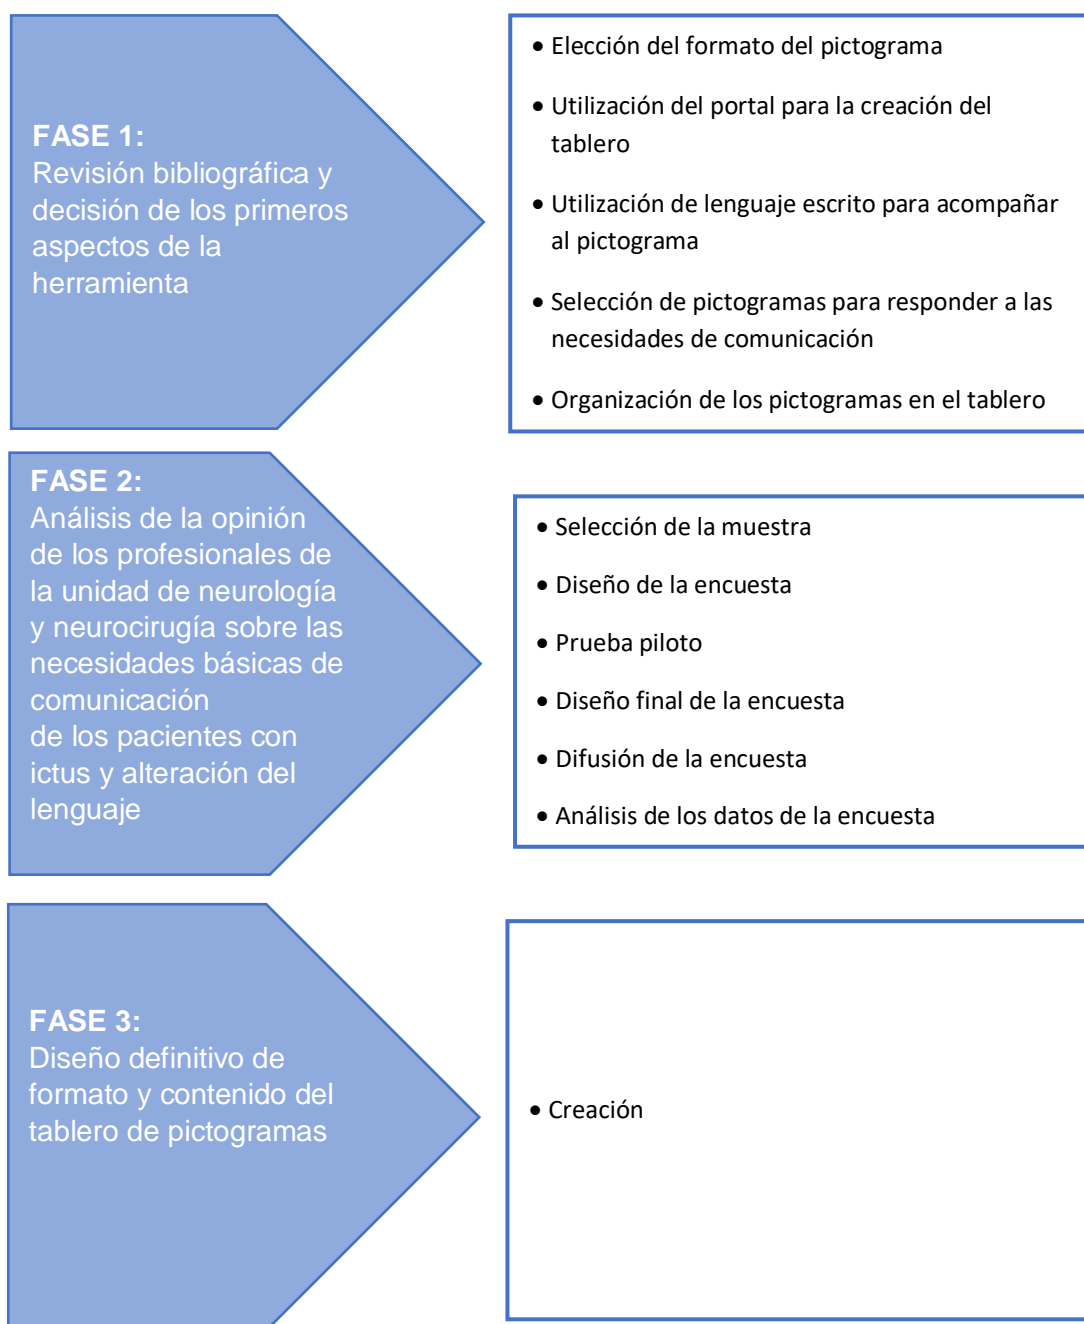 FASE 1:
Revisión bibliográfica y
decisión de los primeros
aspectos de la
herramienta
• Elección del formato del pictograma
• Utilización del portal para la creación del
tablero
• Utilización de lenguaje escrito para acompañar
al pictograma
• Selección de pictogramas para responder a las
necesidades de comunicación
• Organización de los pictogramas en el tablero
FASE 2:
Análisis de la opinión
de los profesionales de
la unidad de neurología
y neurocirugía sobre las
necesidades básicas de
comunicación
de los pacientes con
ictus y alteración del
lenguaje
• Selección de la muestra
• Diseño de la encuesta
• Prueba piloto
• Diseño final de la encuesta
• Difusión de la encuesta
• Análisis de los datos de la encuesta
FASE 3:
Diseño definitivo de
formato y contenido del
tablero de pictogramas
• Creación